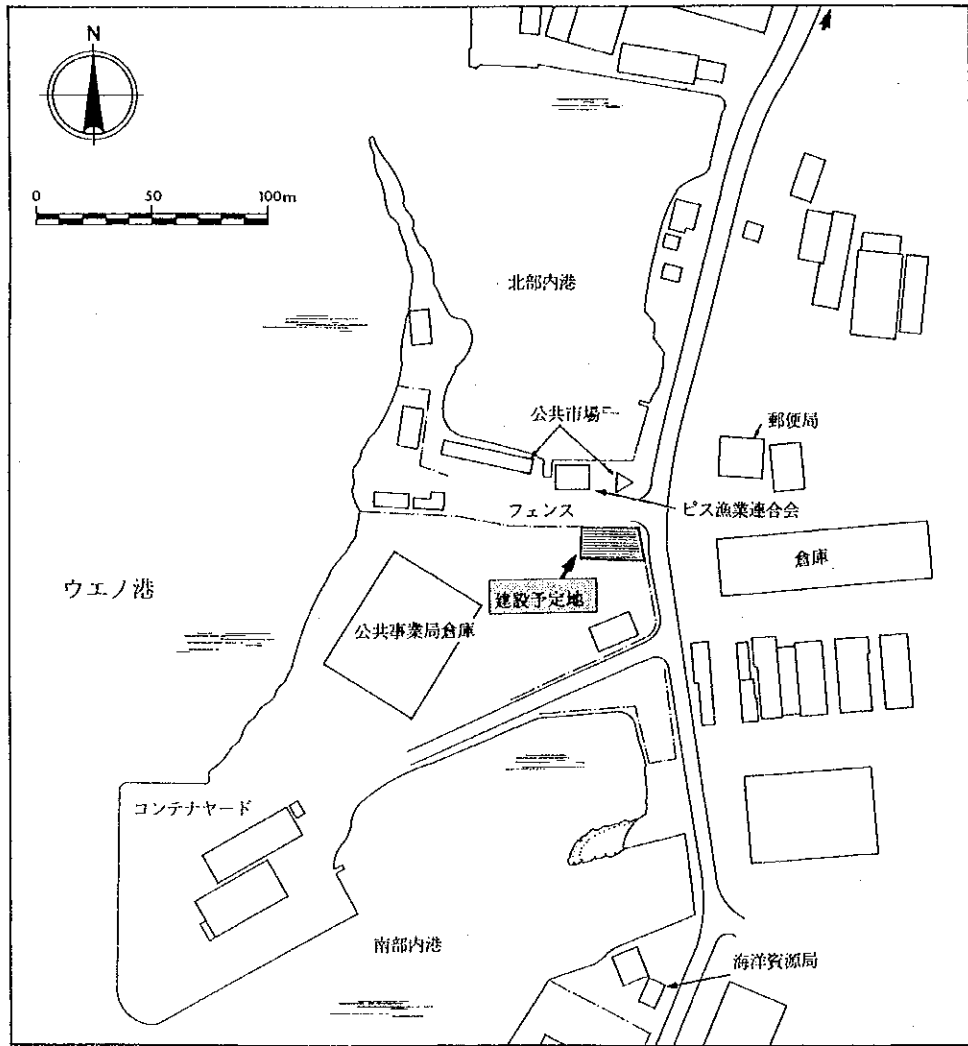 N
0 50 100m
北部内港
公共市場
郵便局
フェンス
ピス漁業連合会
倉庫
ウエノ港
建設予定地
公共事業局倉庫
コンテナヤード
南部内港
海洋資源局